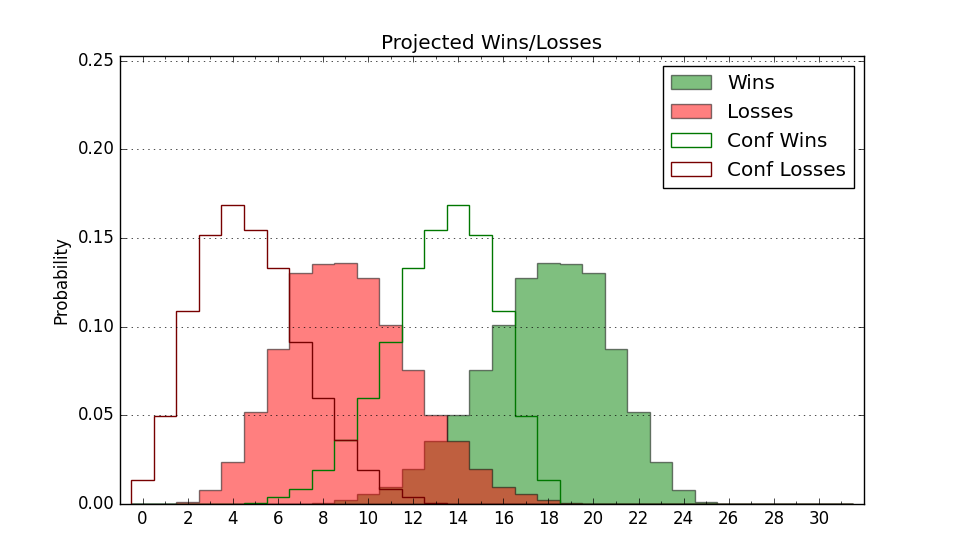 Projected Wins/Losses
0.25
0.20
0.15
0.10
0.05
0.00
Probability
Wins
Losses
Conf Wins
Conf Losses
0 2 4 6 8 10 12 14 16 18 20 22 24 26 28 30